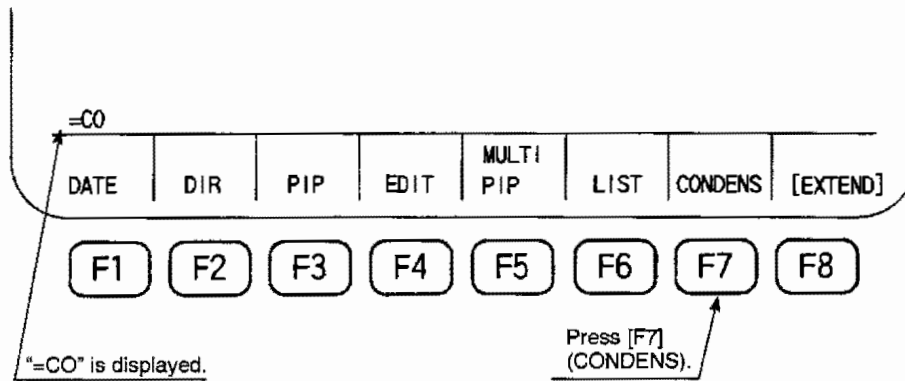 =CO
DATE DIR PIP EDIT MULTI PIP LIST CONDENS [EXTEND]
F1 F2 F3 F4 F5 F6 F7 F8
"=CO" is displayed.
Press [F7]
(CONDENS).